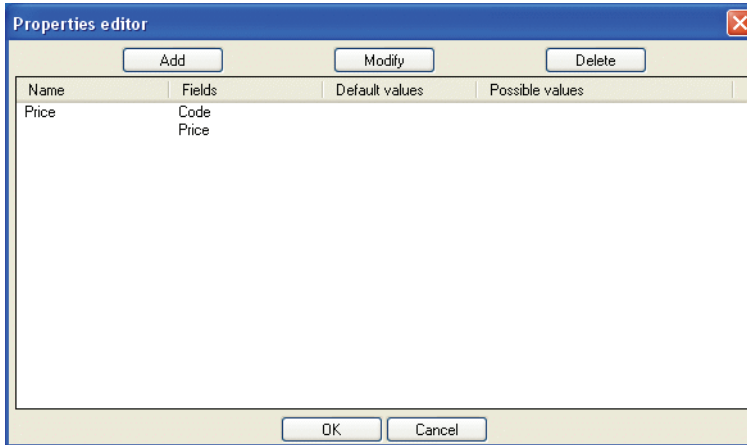 Properties editor
Add Modify Delete
Name Fields Default values Possible values
Price Code
Price
OK Cancel